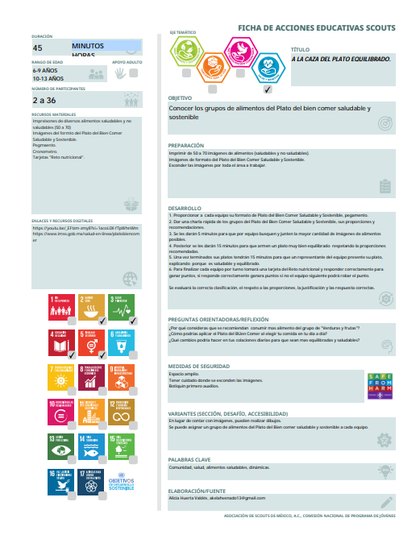 FICHA DE ACCIONES EDUCATIVAS SCOUTS
DURACIÓN
45 MINUTOS
HORAS
RANGO DE EDAD
APOYO ADULTO
6-9 AÑOS
10-13 AÑOS
NÚMERO DE PARTICIPANTES
2 a 36
RECURSOS MATERIALES
Impresiones de diversos alimentos saludables y no
saludables (50 a 70)
Imágenes del formto del Plato del Bien Comer
Saludable y Sostenible.
Pegamento
Cronometro
Tarjetas "Reto nutricional".
ENLACES Y RECURSOS DIGITALES
EJE TEMÁTICO
TÍTULO
A LA CAZA DEL PLATO EQUILIBRADO.
OBJETIVO
Conocer los grupos de alimentos del Plato del bien comer saludable y
sostenible
PREPARACIÓN
Imprimir de 50 a 70 imágenes de alimentos (saludables y no saludables).
Imágenes del formato del Plato del Bien Comer Saludable y Sostenible.
Esconder las imágenes por toda el área a trabajar.
DESARROLLO
1. Proporcionar a cada equipo su formato de Plato del Bien Comer Saludable y Sostenible, pegamento.
2. Dar una charla rápida de los grupos del Plato del Bien Comer Saludable y Sostenible, sus proporciones y
recomendaciones.
3. Se les darán 15 minutos para que por equipos busquen y junten la mayor cantidad de imágenes de alimentos
posibles.
4. Posterior se les darán 15 minutos para que armen un plato muy bien equilibrado respetando la proporciones
recomendadas.
5. Una vez terminados sus platos tendrán 15 minutos para que un representante del equipo presente su plato,
explicando porque es saludable y equilibrado.
6. Para finalizar cada equipo por turno tomará una tarjeta del Reto nutricional y responder correctamente para
ganar puntos, si responde correctamente genera puntos si no el equipo siguiente podrá robar el punto.
Se evaluará la correcta clasificación, el respeto a las proporciones, la justificación y las respuestas correctas.
PREGUNTAS ORIENTADORAS/REFLEXIÓN
¿Por qué consideras que se recomiendan consumir mas alimentos del grupo de "Verduras y frutas"?
¿Cómo podrías aplicar el Plato del Buen Comer al elegir tu comida en tu día a día?
¿Qué cambios podría hacer en tus colaciones diarias para que sean mas equilibradas y saludables?
MEDIDAS DE SEGURIDAD
Espacio amplio.
Tener cuidado donde se esconden las imágenes.
Botiquín primero auxilios.
SAFE
FROM
HARM
VARIANTES (SECCIÓN, DESAFÍO, ACCESIBILIDAD)
En lugar de contar con imágenes, pueden realizar dibujos.
Se puede asignar un grupo de alimentos del Plato del Bien comer saludable y sostenible a cada equipo.
PALABRAS CLAVE
Comunidad, salud, alimentos saludables, dinámicas.
ELABORACIÓN/FUENTE
ASOCIACIÓN DE SCOUTS DE MÉXICO, A.C., COMISIÓN NACIONAL DE PROGRAMA DE JÓVENES